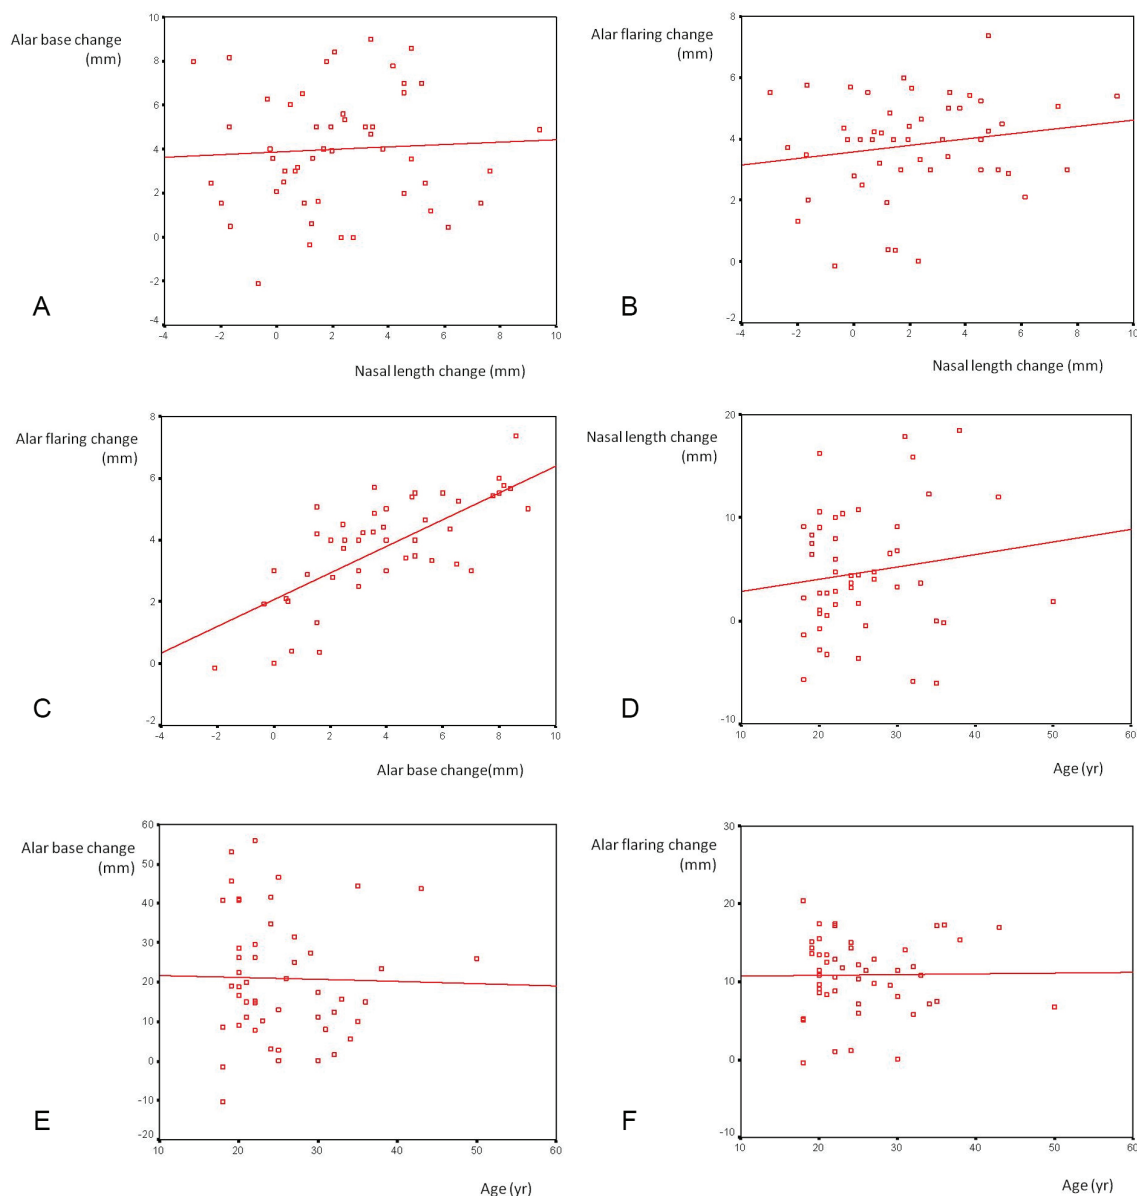 Alar base change
(mm)
10
8
6
4
2
0
-2
-4
-4 -2 0 2 4 6 8 10
Nasal length change (mm)
A
Alar flaring change
(mm)
8
6
4
2
0
-2
-4 -2 0 2 4 6 8 10
Nasal length change (mm)
B
Alar flaring change
(mm)
8
6
4
2
0
-2
-4 -2 0 2 4 6 8 10
Alar base change(mm)
C
Nasal length change
(mm)
20
10
0
-10
10 20 30 40 50 60
Age (yr)
D
Alar base change
(mm)
60
50
40
30
20
10
0
-10
-20
10 20 30 40 50 60
Age (yr)
E
Alar flaring change
(mm)
30
20
10
0
-10
10 20 30 40 50 60
Age (yr)
F